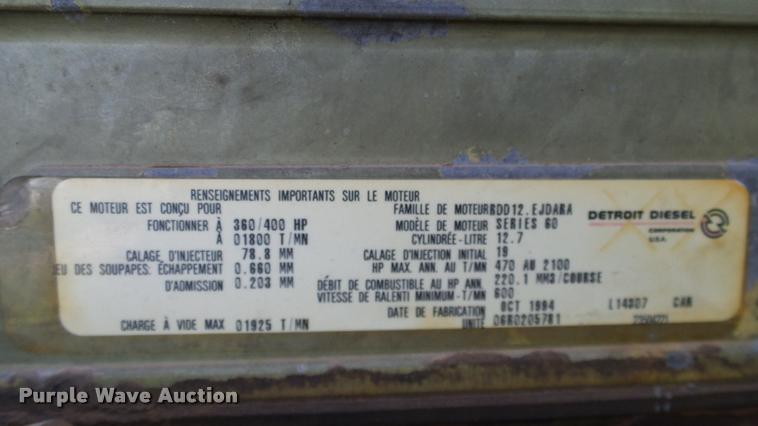 RENSEIGNEMENTS IMPORTANTS SUR LE MOTEUR
CE MOTEUR EST CONÇU POUR
FONCTIONNER À 360/400 HP
À 01800 T/MN
CALAGE D'INJECTEUR 78.8 MM
JEU DES SOUPAPES: ÉCHAPPEMENT 0.660 MM
D'ADMISSION 0.203 MM
CHARGE À VIDE MAX 01925 T/MN
FAMILLE DE MOTEUR RDD12.EJDARA
MODÈLE DE MOTEUR SERIES 60
CYLINDRÉE-LITRE 12.7
CALAGE D'INJECTION INITIAL 19
HP MAX. ANN. AU T/MN 470 AU 2100
DÉBIT DE COMBUSTIBLE AU HP ANN. 220.1 MM3/COURSE
VITESSE DE RALENTI MINIMUM-T/MN 600
DATE DE FABRICATION OCT 1994
UNITÉ 06R0205781
L14307 CAN
DETROIT DIESEL
CORPORATION
U.S.A.
Purple Wave Auction